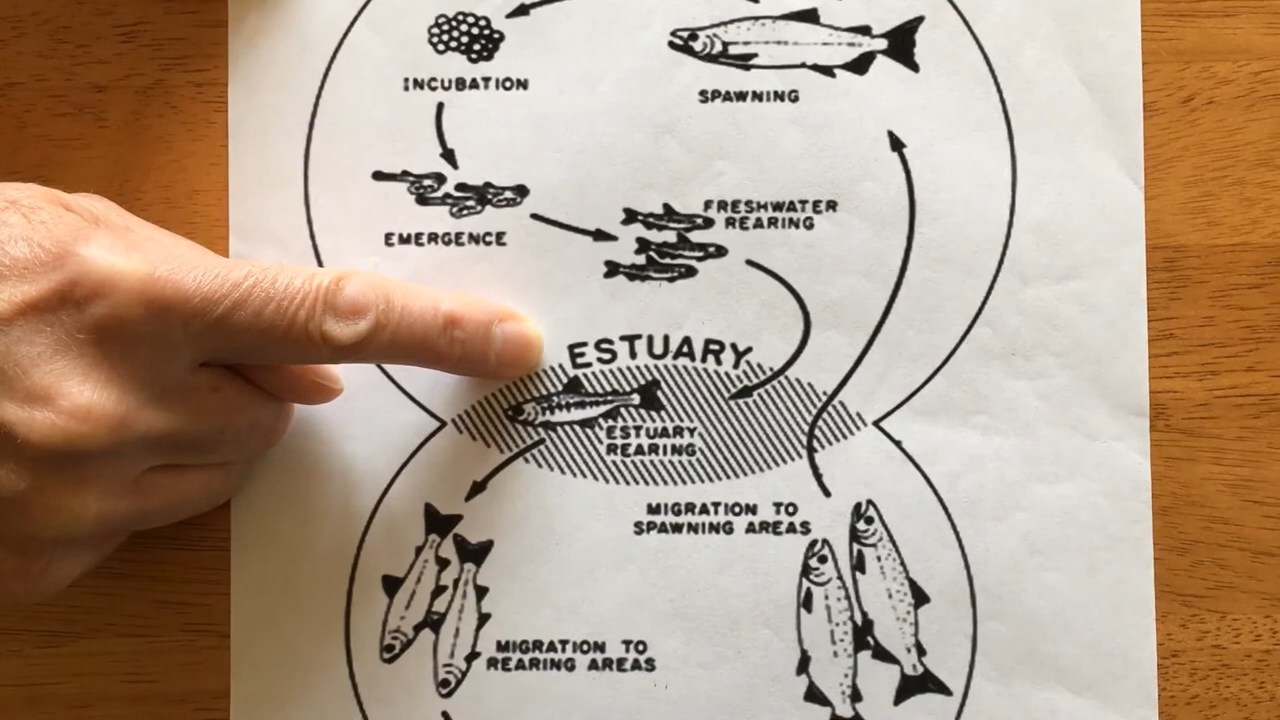 INCUBATION
SPAWNING
EMERGENCE
FRESHWATER
REARING
ESTUARY
ESTUARY
REARING
MIGRATION TO
SPAWNING AREAS
MIGRATION TO
REARING AREAS